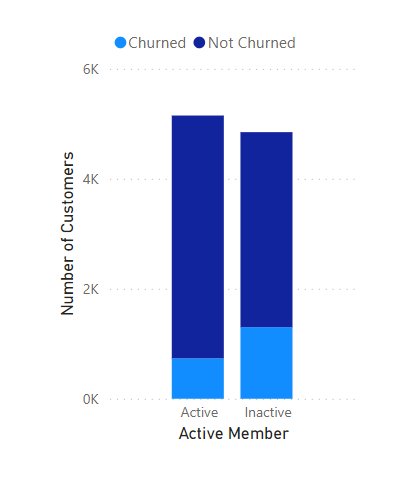 Churned Not Churned
6K
4K
2K
0K
Number of Customers
Active Inactive
Active Member